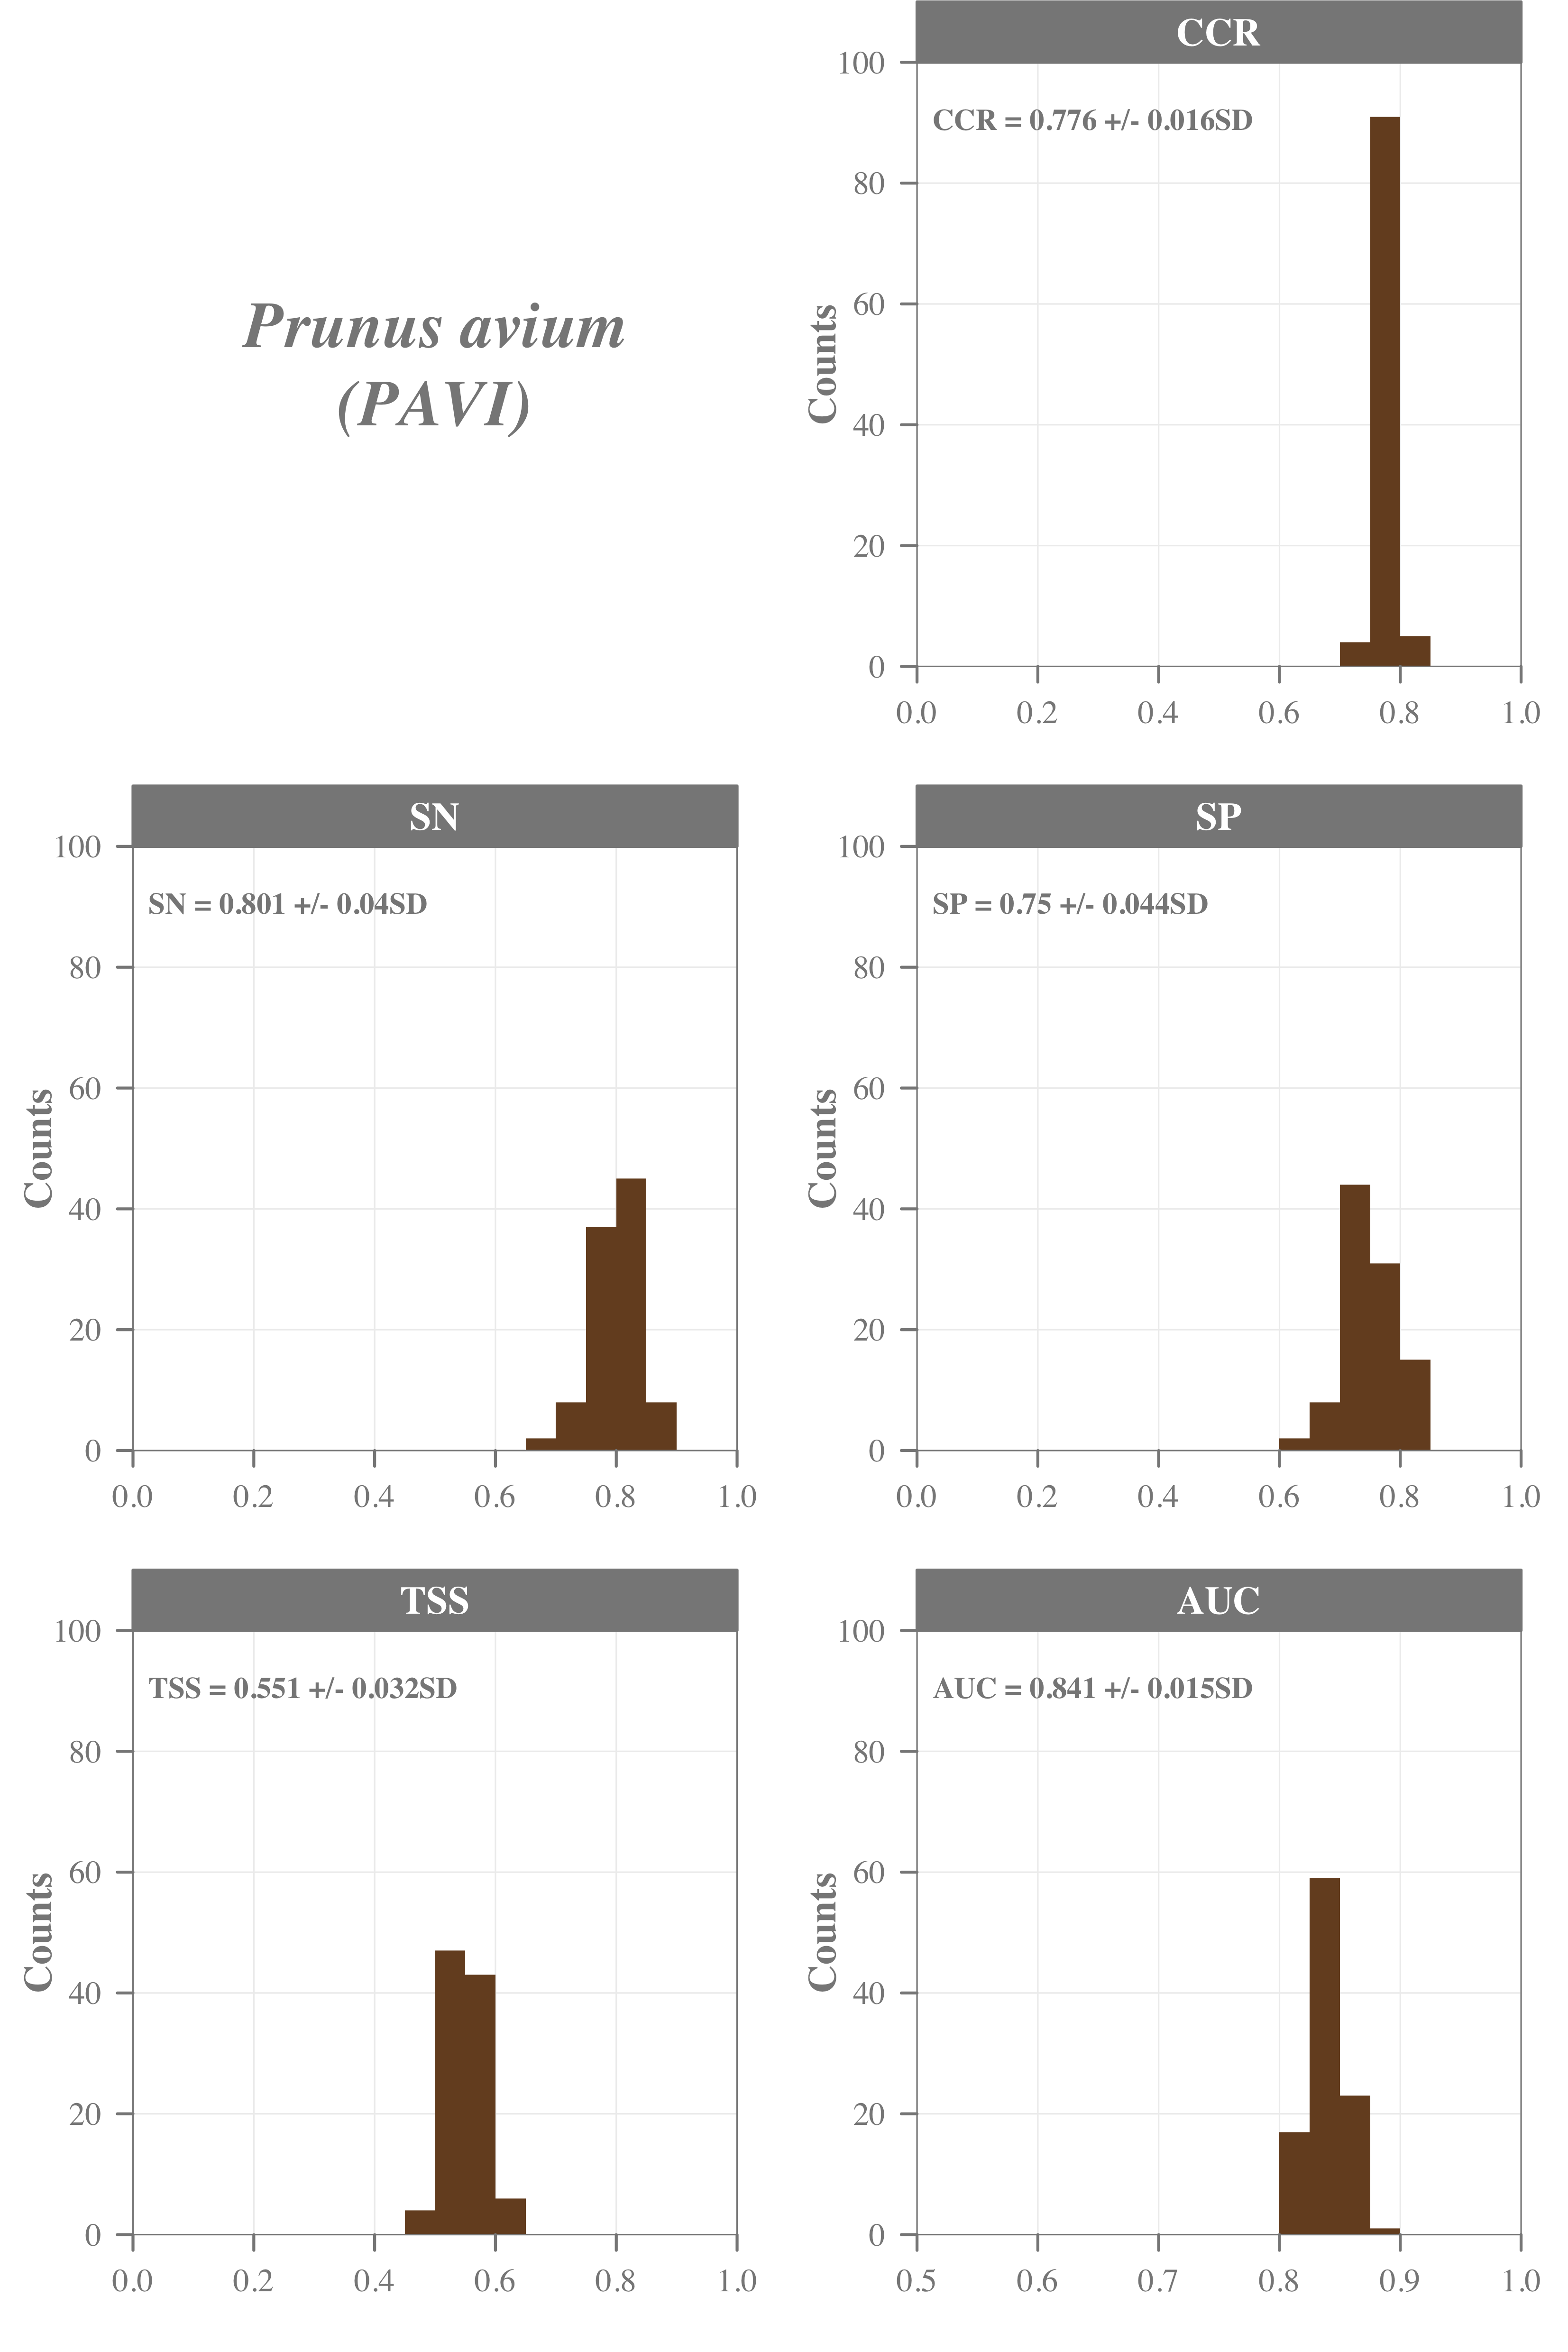 CCR
100
CCR = 0.776 +/- 0.016SD
80
60
Prunus avium
(PAVI)
Counts
40
20
0
0.0 0.2 0.4 0.6 0.8 1.0
SN
100
SN = 0.801 +/- 0.04SD
80
60
Counts
40
20
0
0.0 0.2 0.4 0.6 0.8 1.0
SP
100
SP = 0.75 +/- 0.044SD
80
60
Counts
40
20
0
0.0 0.2 0.4 0.6 0.8 1.0
TSS
100
TSS = 0.551 +/- 0.032SD
80
60
Counts
40
20
0
0.0 0.2 0.4 0.6 0.8 1.0
AUC
100
AUC = 0.841 +/- 0.015SD
80
60
Counts
40
20
0
0.5 0.6 0.7 0.8 0.9 1.0